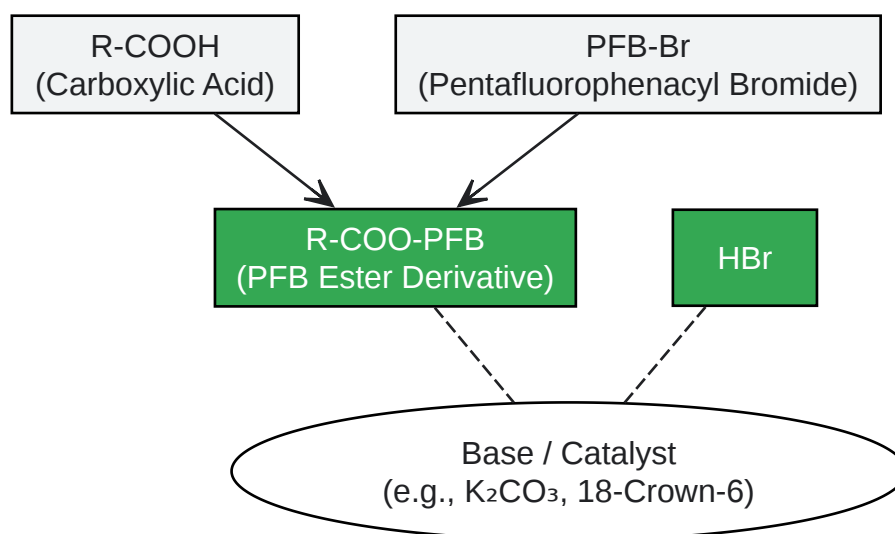 R-COOH
(Carboxylic Acid)
PFB-Br
(Pentafluorophenacyl Bromide)
R-COO-PFB
(PFB Ester Derivative)
HBr
Base / Catalyst
(e.g., K₂CO₃, 18-Crown-6)